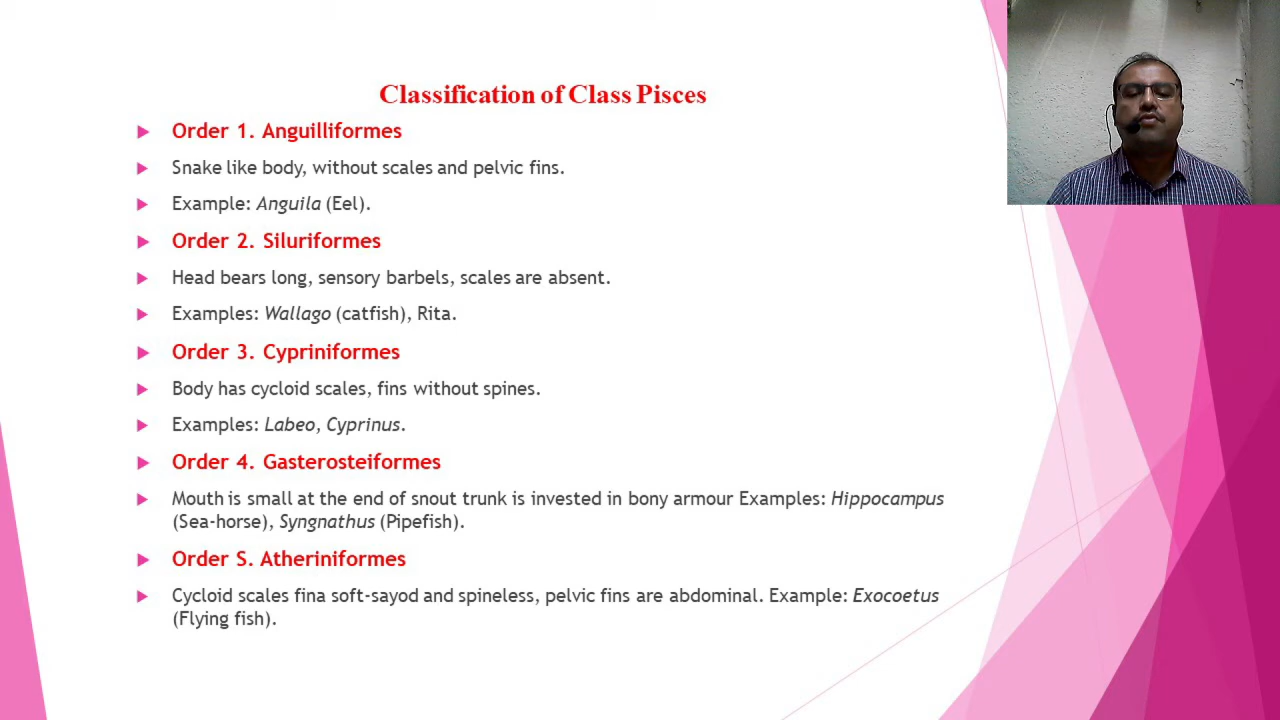 Classification of Class Pisces
Order 1. Anguilliformes
Snake like body, without scales and pelvic fins.
Example: Anguila (Eel).
Order 2. Siluriformes
Head bears long, sensory barbels, scales are absent.
Examples: Wallago (catfish), Rita.
Order 3. Cypriniformes
Body has cycloid scales, fins without spines.
Examples: Labeo, Cyprinus.
Order 4. Gasterosteiformes
Mouth is small at the end of snout trunk is invested in bony armour Examples: Hippocampus
(Sea-horse), Syngnathus (Pipefish).
Order S. Atheriniformes
Cycloid scales fina soft-sayod and spineless, pelvic fins are abdominal. Example: Exocoetus
(Flying fish).